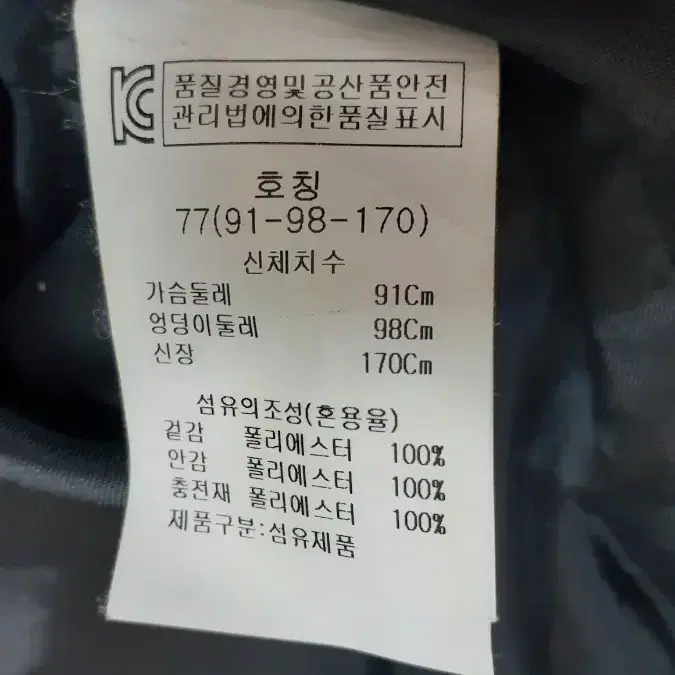 품질경영및공산품안전
관리법에의한품질표시
호칭
77(91-98-170)
신체치수
가슴둘레 91Cm
엉덩이둘레 98Cm
신장 170Cm
섬유의조성(혼용율)
겉감 폴리에스터 100%
안감 폴리에스터 100%
충전재 폴리에스터 100%
제품구분:섬유제품